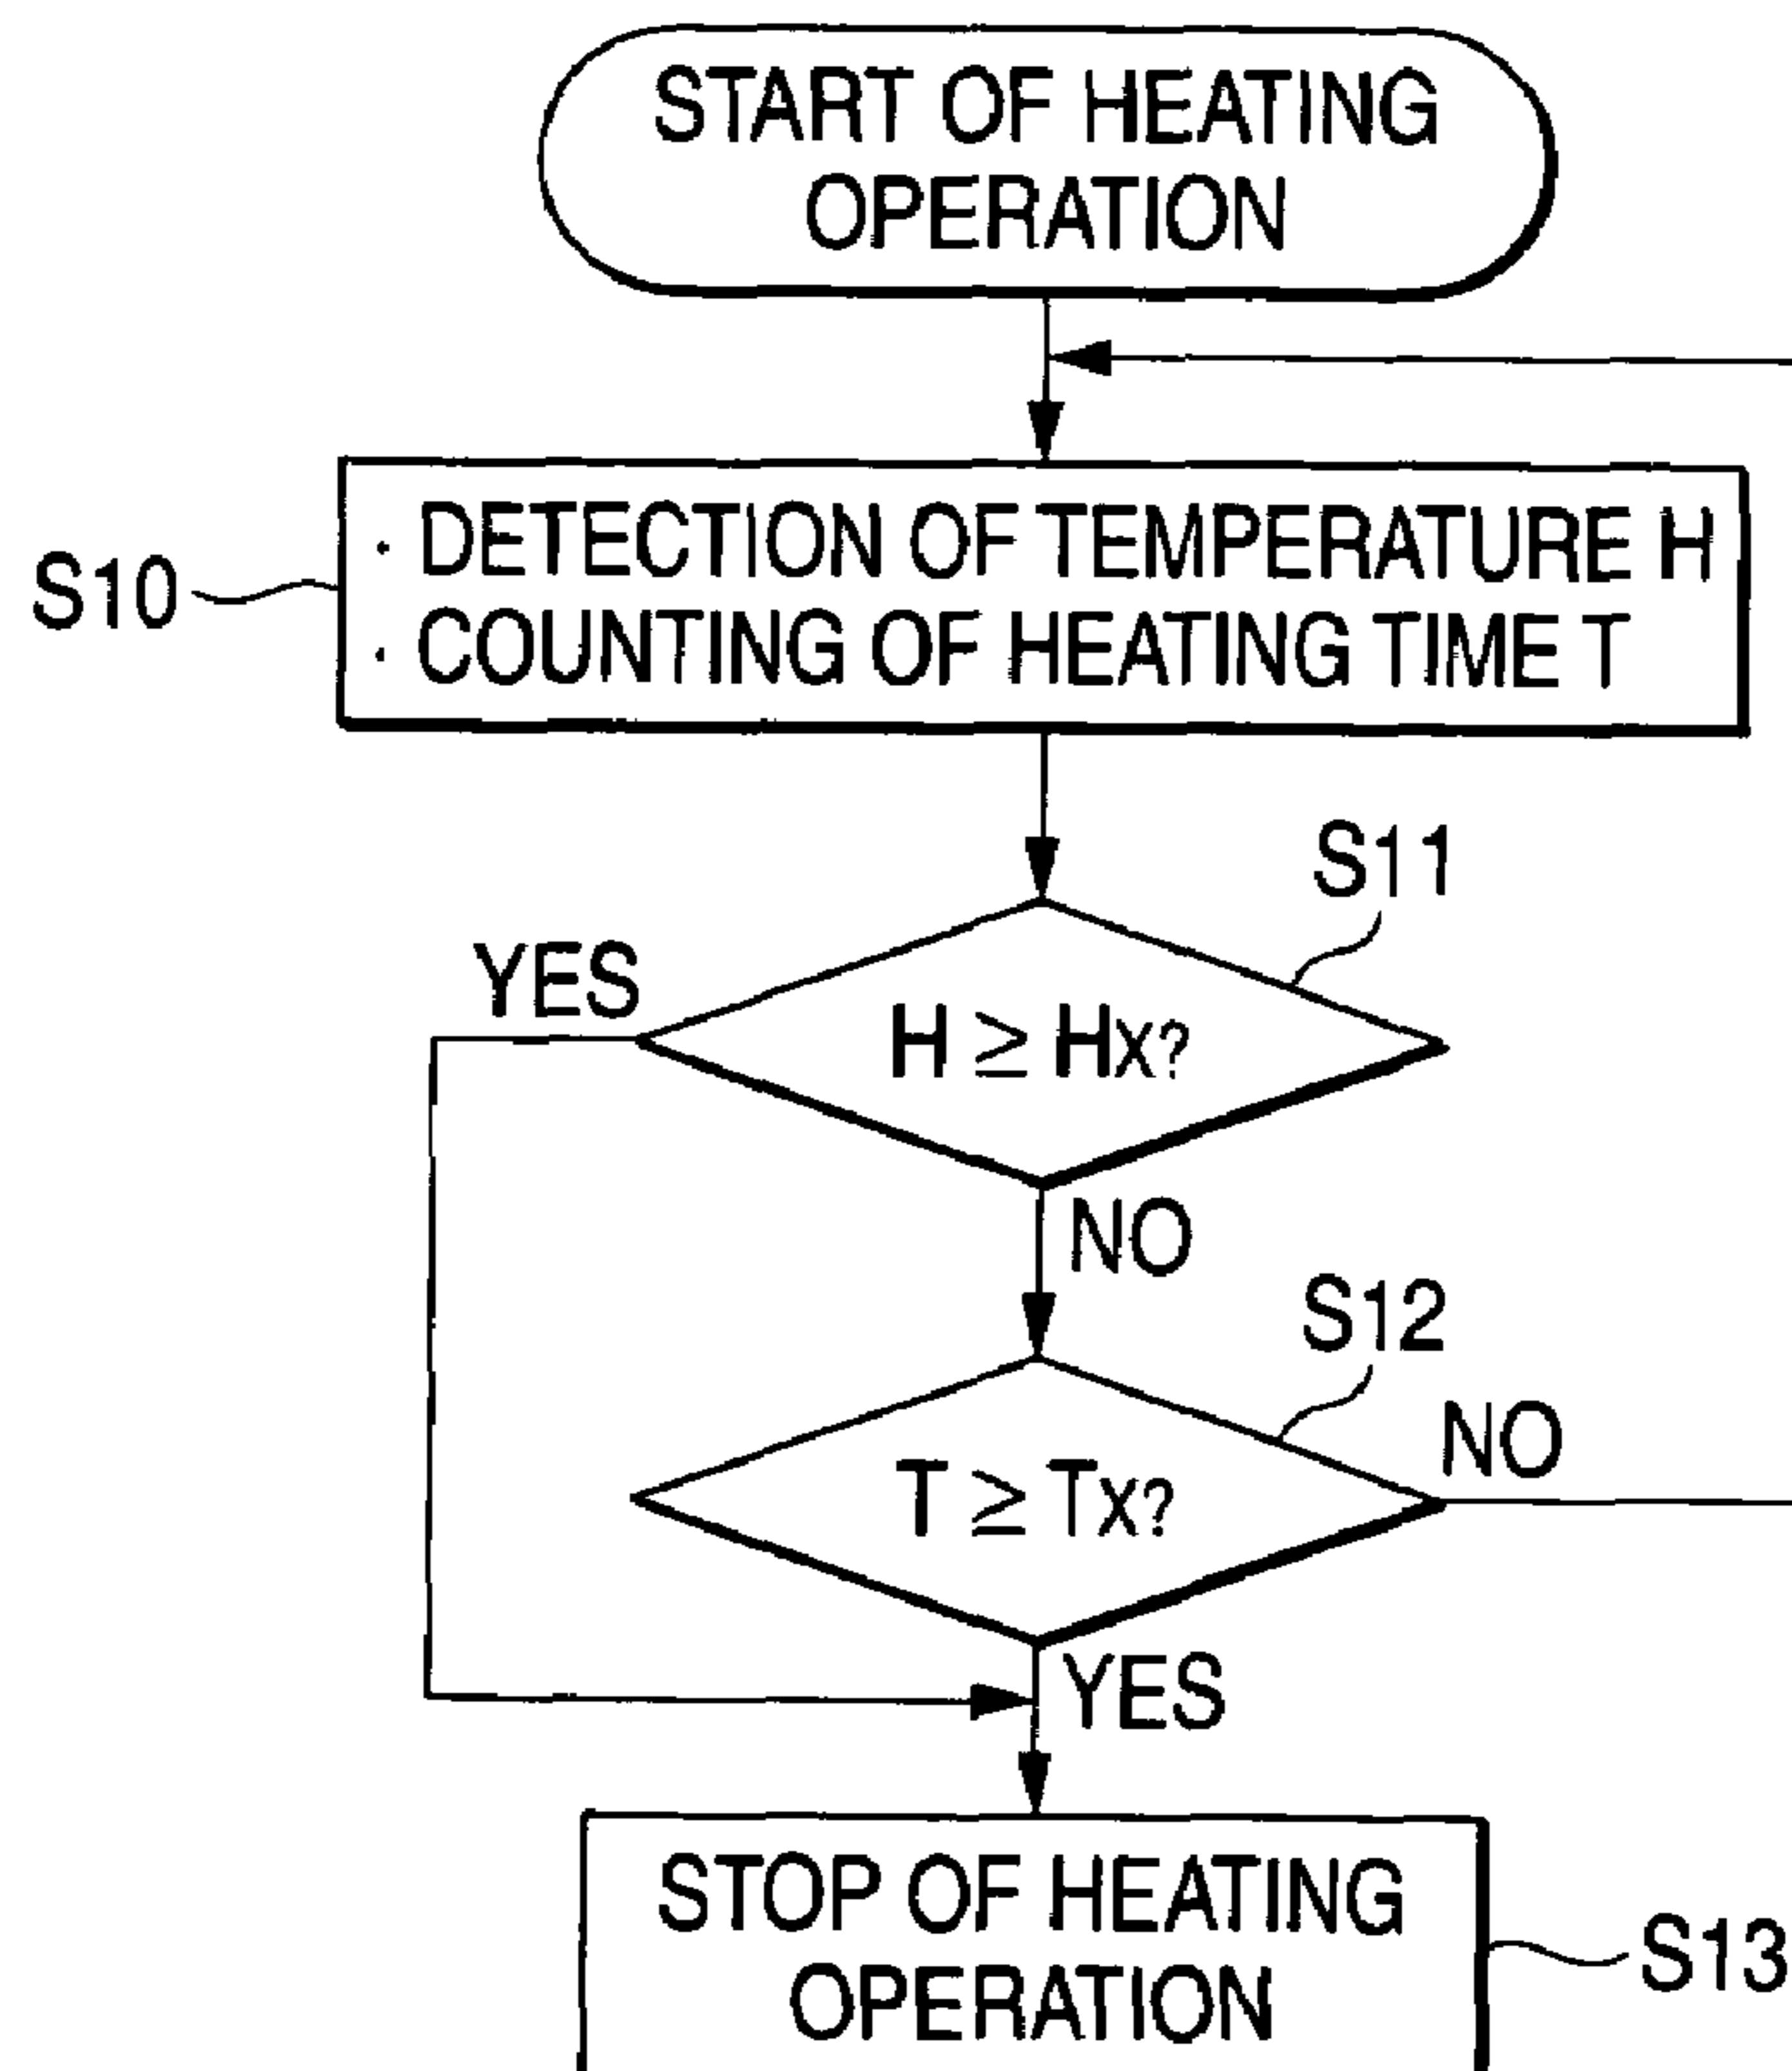 START OF HEATING
OPERATION
S10
· DETECTION OF TEMPERATURE H
· COUNTING OF HEATING TIME T
S11
YES
H ≧ Hx?
NO
S12
NO
T ≧ Tx?
YES
STOP OF HEATING
OPERATION
S13